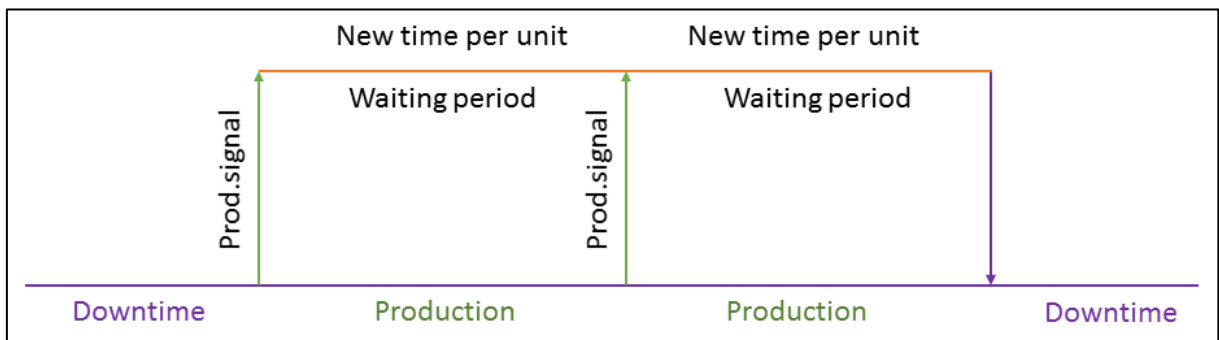 New time per unit
New time per unit
Waiting period
Waiting period
Prod.signal
Prod.signal
Downtime
Production
Production
Downtime